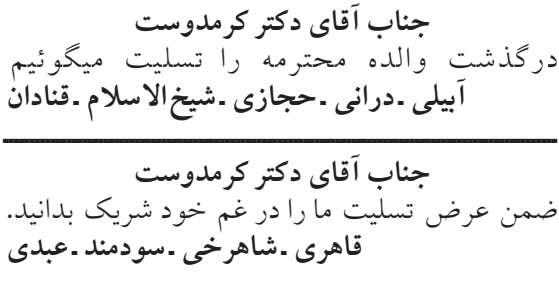 جناب آقای دکتر کرمدوست
درگذشت والده محترمه را تسلیت میگوئیم
آبیلی ـ درانی ـ حجازی ـ شیخ‌الاسلام ـ قنادان
جناب آقای دکتر کرمدوست
ضمن عرض تسلیت ما را در غم خود شریک بدانید.
قاهری ـ شاهرخی ـ سودمند ـ عبدی